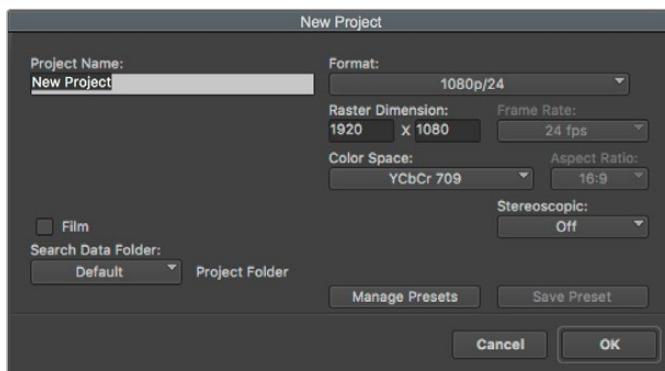 New Project
Project Name:
New Project
Format:
1080p/24
Raster Dimension:
1920 X 1080
Frame Rate:
24 fps
Color Space:
YCbCr 709
Aspect Ratio:
16:9
Stereoscopic:
Off
Film
Search Data Folder:
Default
Project Folder
Manage Presets
Save Preset
Cancel
OK